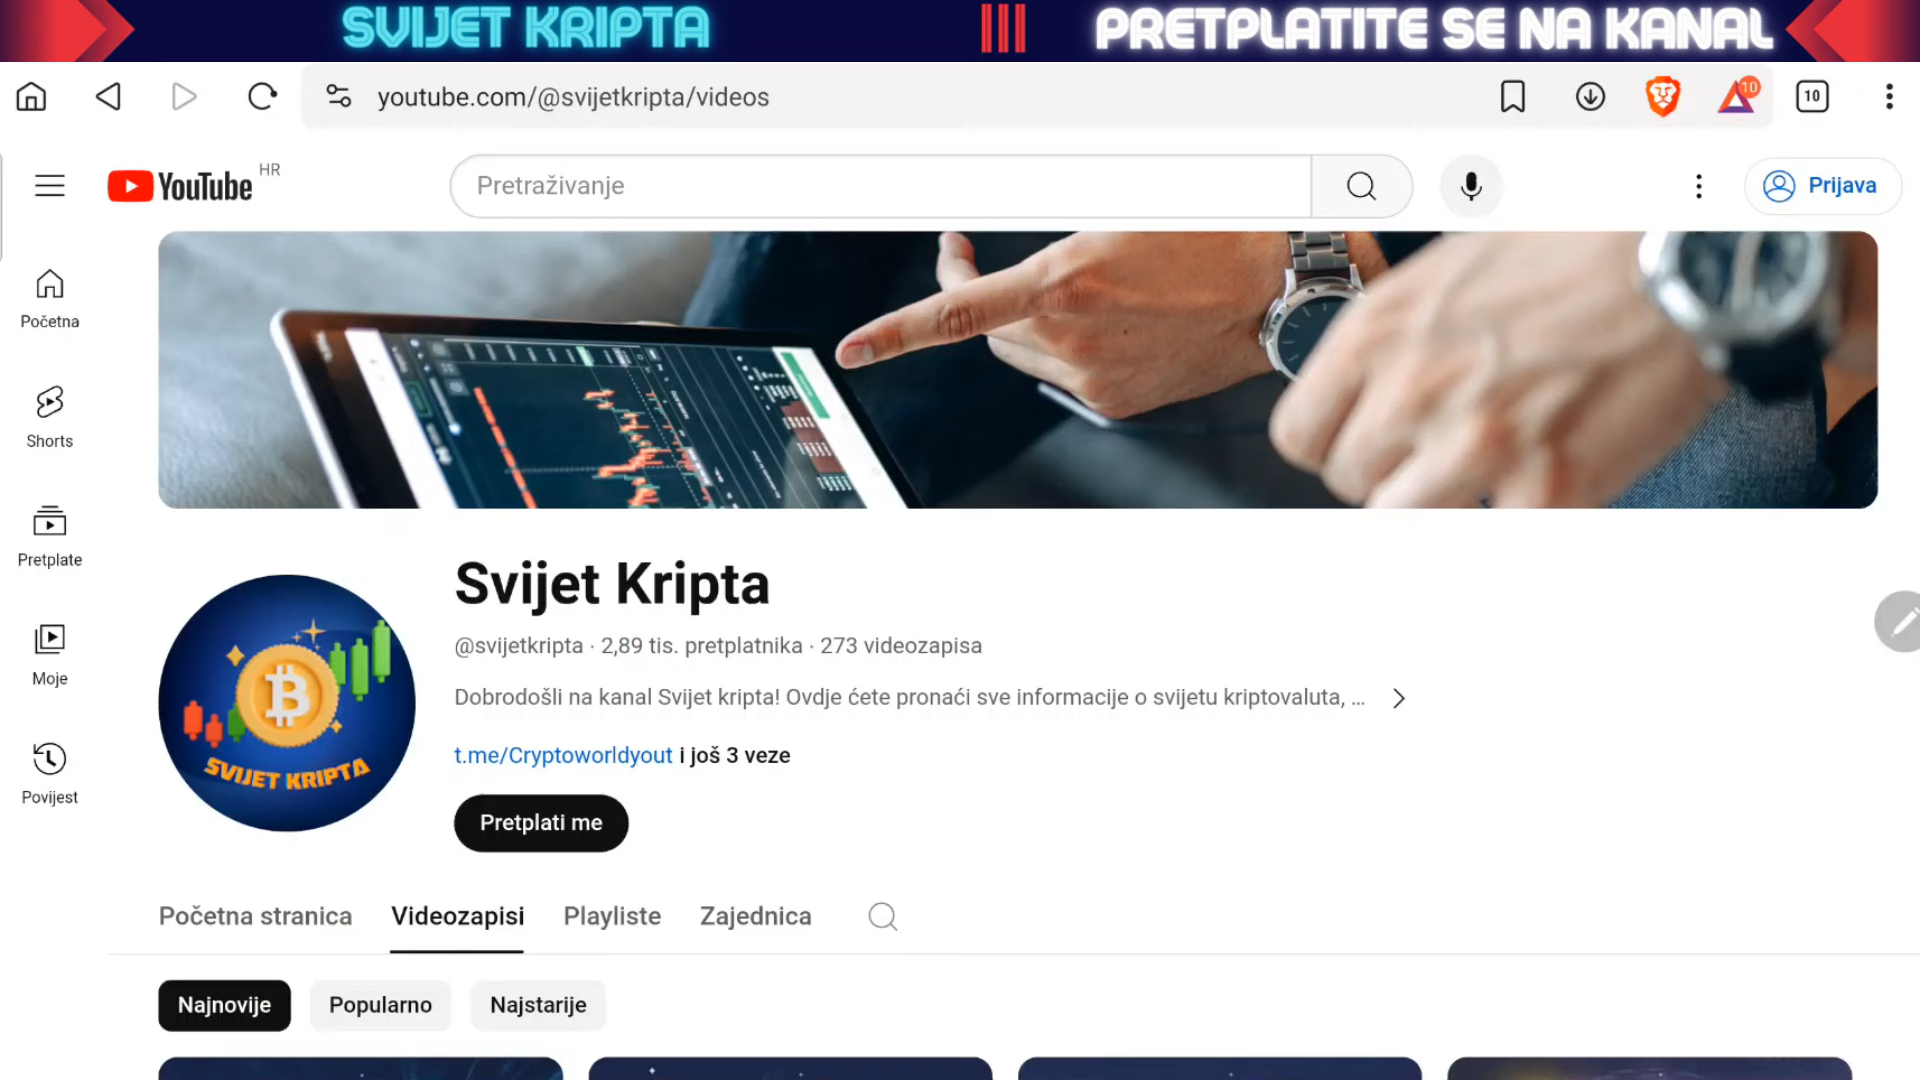 SVIJET KRIPTA
PRETPLATITE SE NA KANAL
youtube.com/@svijetkripta/videos
10
10
YouTube HR
Pretraživanje
Prijava
Početna
Shorts
Pretplate
Moje
Povijest
SVIJET KRIPTA
Svijet Kripta
@svijetkripta · 2,89 tis. pretplatnika · 273 videozapisa
Dobrodošli na kanal Svijet kripta! Ovdje ćete pronaći sve informacije o svijetu kriptovaluta, ...
t.me/Cryptoworldyout i još 3 veze
Pretplati me
Početna stranica Videozapisi Playliste Zajednica
Najnovije Popularno Najstarije